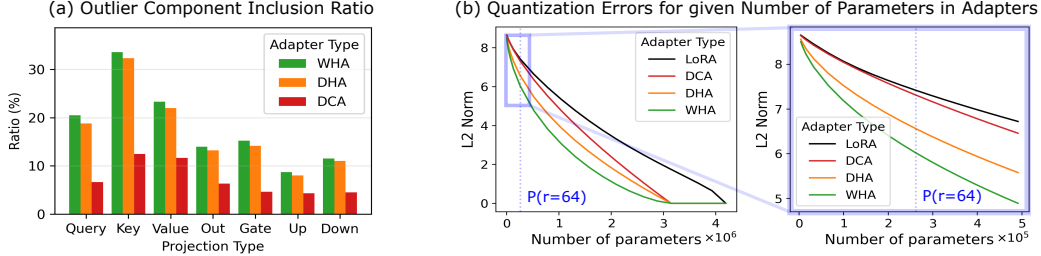 (a) Outlier Component Inclusion Ratio
Ratio (%)
30
20
10
0
Adapter Type
WHA
DHA
DCA
Query Key Value Out Gate Up Down
Projection Type
(b) Quantization Errors for given Number of Parameters in Adapters
L2 Norm
8
6
4
2
0
Adapter Type
LoRA
DCA
DHA
WHA
P(r=64)
0 1 2 3 4
Number of parameters ×10⁶
L2 Norm
8
7
6
5
Adapter Type
LoRA
DCA
DHA
WHA
P(r=64)
0 1 2 3 4 5
Number of parameters ×10⁵